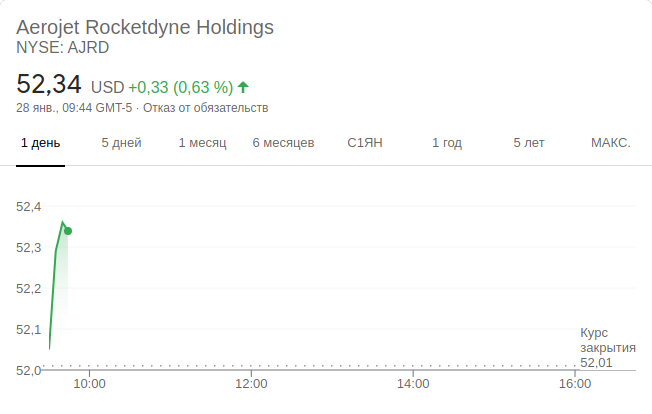 Aerojet Rocketdyne Holdings
NYSE: AJRD
52,34 USD +0,33 (0,63 %)
28 янв., 09:44 GMT-5 · Отказ от обязательств
1 день 5 дней 1 месяц 6 месяцев С1ЯН 1 год 5 лет МАКС.
52,4
52,3
52,2
52,1
Курс
закрытия
52,01
52,0
10:00 12:00 14:00 16:00